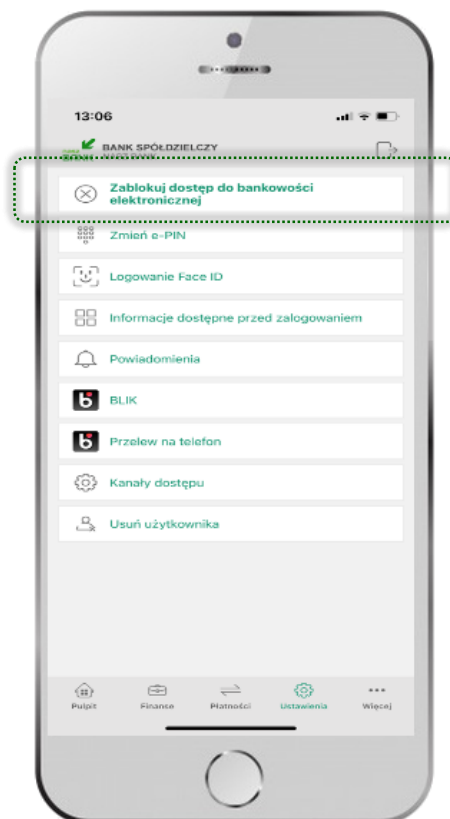 13:06
BANK SPÓŁDZIELCZY
Zablokuj dostęp do bankowości
elektronicznej
Zmień e-PIN
Logowanie Face ID
Informacje dostępne przed zalogowaniem
Powiadomienia
BLIK
Przelew na telefon
Kanały dostępu
Usuń użytkownika
Pulpit
Finanse
Płatności
Ustawienia
Więcej